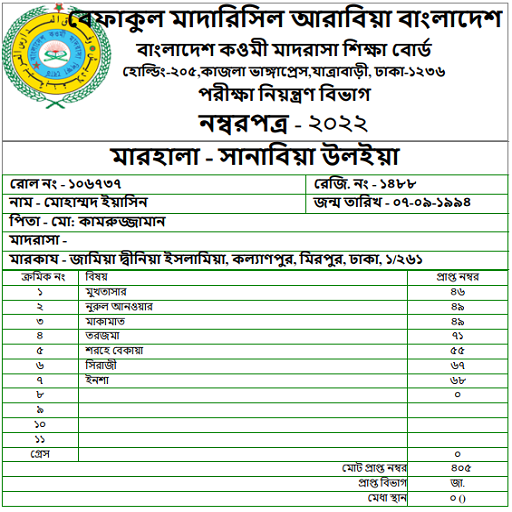 বেফাকুল মাদারিসিল আরাবিয়া বাংলাদেশ
বাংলাদেশ কওমী মাদরাসা শিক্ষা বোর্ড
হোল্ডিং-২০৫,কাজলা ভাঙ্গাপ্রেস,যাত্রাবাড়ী, ঢাকা-১২৩৬
পরীক্ষা নিয়ন্ত্রণ বিভাগ
নম্বরপত্র - ২০২২
মারহালা - সানাবিয়া উলইয়া
রোল নং - ১০৬৭৩৭ রেজি. নং - ১৪৮৮
নাম - মোহাম্মদ ইয়াসিন জন্ম তারিখ - ০৭-০৯-১৯৯৪
পিতা - মো: কামরুজ্জামান
মাদরাসা -
মারকায - জামিয়া দ্বীনিয়া ইসলামিয়া, কল্যাণপুর, মিরপুর, ঢাকা, ১/২৬১
ক্রমিক নং বিষয় প্রাপ্ত নম্বর
১ মুখতাসার ৪৬
২ নুরুল আনওয়ার ৪৯
৩ মাকামাত ৪৯
৪ তরজমা ৭১
৫ শরহে বেকায়া ৫৫
৬ সিরাজী ৬৭
৭ ইনশা ৬৮
৮ ০
৯
১০
১১
গ্রেস ০
মোট প্রাপ্ত নম্বর ৪০৫
প্রাপ্ত বিভাগ জা.
মেধা স্থান ০ ()